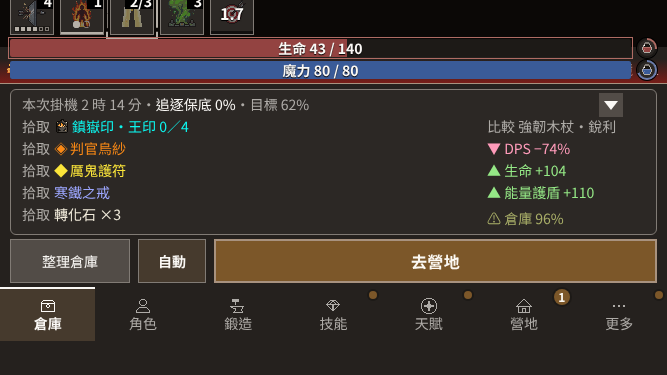 4
1
2/3
3
17
生命 43 / 140
魔力 80 / 80
本次掛機 2 時 14 分・追逐保底 0%・目標 62%
拾取 鎮嶽印・王印 0／4
拾取 判官烏紗
拾取 厲鬼護符
拾取 寒鐵之戒
拾取 轉化石 ×3
比較 強韌木杖・銳利
▼ DPS −74%
▲ 生命 +104
▲ 能量護盾 +110
⚠ 倉庫 96%
整理倉庫
自動
去營地
倉庫
角色
鍛造
技能
天賦
1
營地
更多